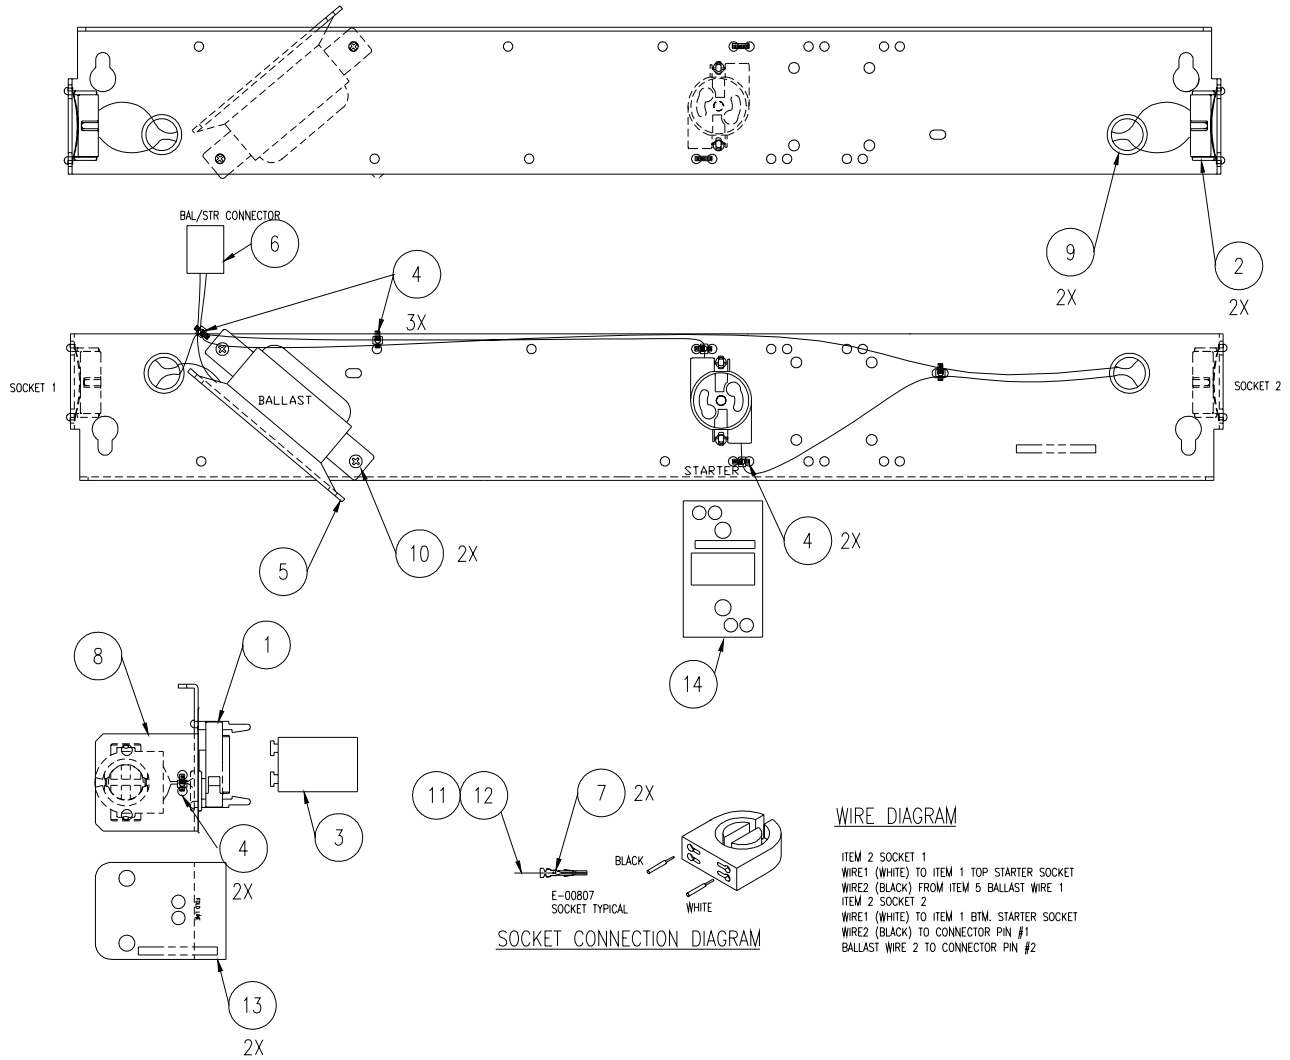 BAL/STR CONNECTOR
6
4
3X
9
2X
2
2X
SOCKET 1
SOCKET 2
BALLAST
STARTER
5
10 2X
4 2X
14
8
1
3
4
2X
FOLD LINE
13
2X
11 12 7 2X
BLACK
WHITE
E-00807
SOCKET TYPICAL
SOCKET CONNECTION DIAGRAM
WIRE DIAGRAM
ITEM 2 SOCKET 1
WIRE1 (WHITE) TO ITEM 1 TOP STARTER SOCKET
WIRE2 (BLACK) FROM ITEM 5 BALLAST WIRE 1
ITEM 2 SOCKET 2
WIRE1 (WHITE) TO ITEM 1 BTM. STARTER SOCKET
WIRE2 (BLACK) TO CONNECTOR PIN #1
BALLAST WIRE 2 TO CONNECTOR PIN #2